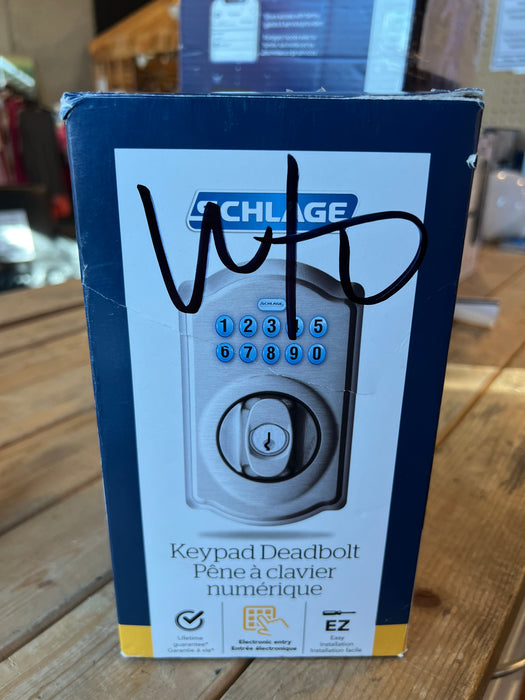 SCHLAGE
SCHLAGE
1 2 3 4 5
6 7 8 9 0
Keypad Deadbolt
Pêne à clavier
numérique
Lifetime
guarantee*
Garantie à vie*
Electronic entry
Entrée électronique
EZ
Easy
installation
Installation facile